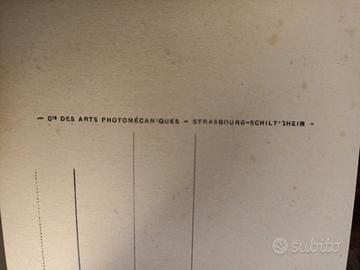 - Cie DES ARTS PHOTOMÉCANIQUES - STRASBOURG-SCHILTIGHEIM -
subito